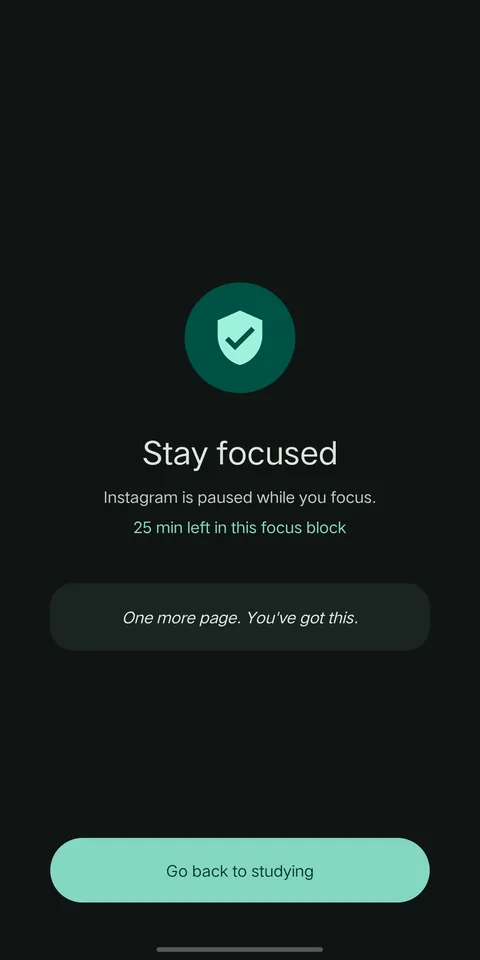 Stay focused
Instagram is paused while you focus.
25 min left in this focus block
One more page. You've got this.
Go back to studying